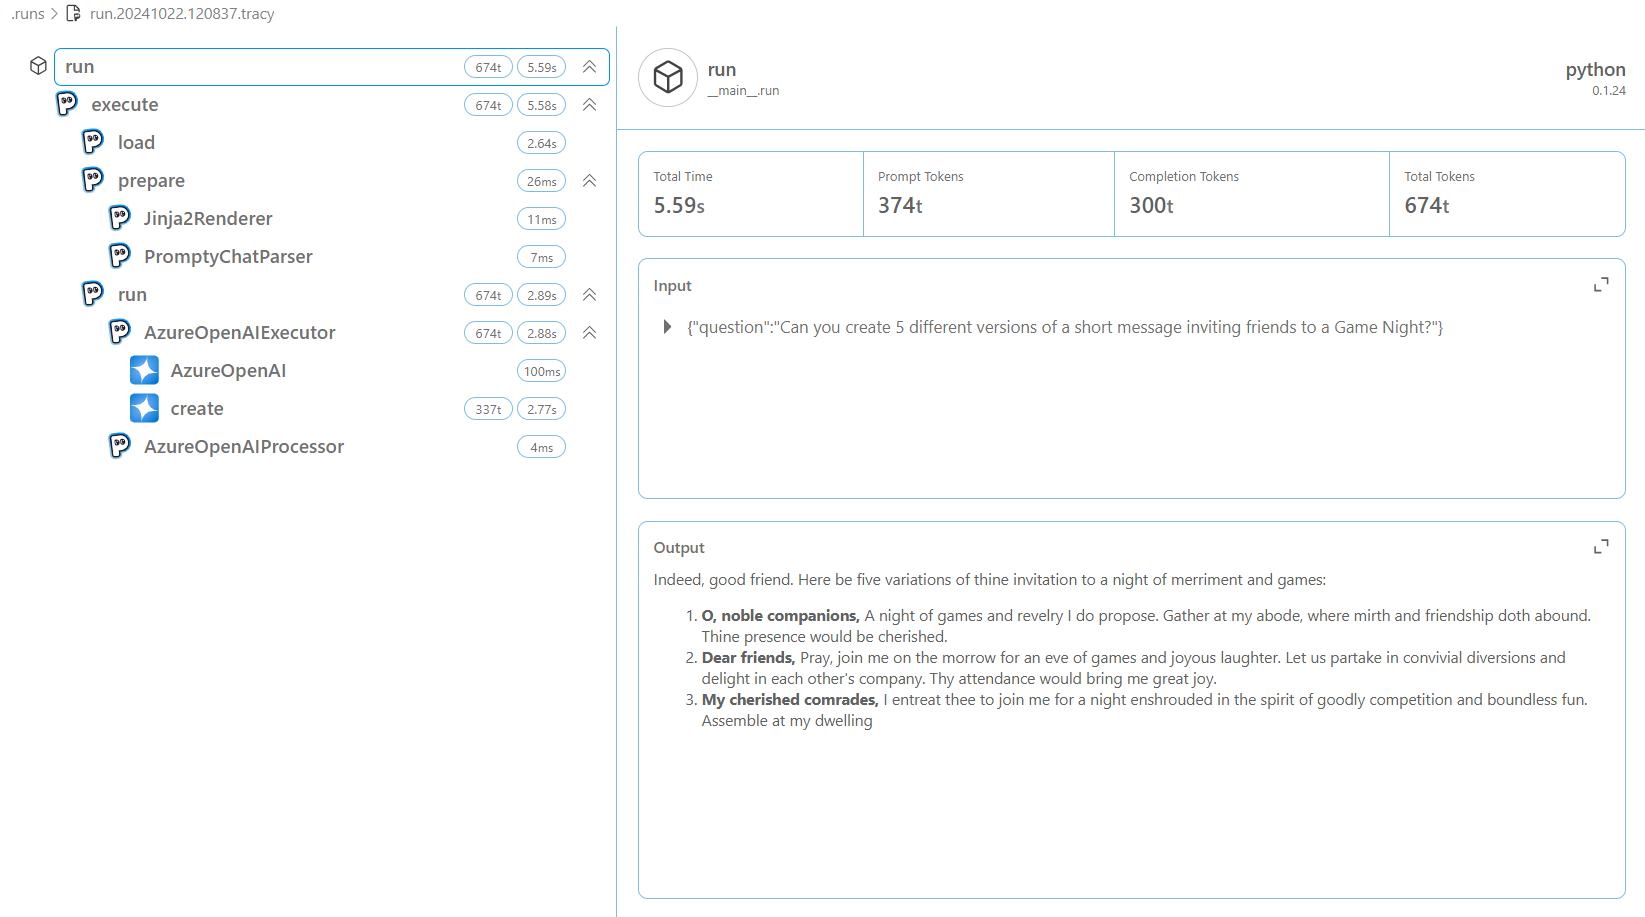 .runs > run.20241022.120837.tracy
run 674t 5.59s
execute 674t 5.58s
load 2.64s
prepare 26ms
Jinja2Renderer 11ms
PromptyChatParser 7ms
run 674t 2.89s
AzureOpenAIExecutor 674t 2.88s
AzureOpenAI 100ms
create 337t 2.77s
AzureOpenAIProcessor 4ms
run
__main__.run
python
0.1.24
Total Time
5.59s
Prompt Tokens
374t
Completion Tokens
300t
Total Tokens
674t
Input
{"question":"Can you create 5 different versions of a short message inviting friends to a Game Night?"}
Output
Indeed, good friend. Here be five variations of thine invitation to a night of merriment and games:
1. O, noble companions, A night of games and revelry I do propose. Gather at my abode, where mirth and friendship doth abound.
Thine presence would be cherished.
2. Dear friends, Pray, join me on the morrow for an eve of games and joyous laughter. Let us partake in convivial diversions and
delight in each other's company. Thy attendance would bring me great joy.
3. My cherished comrades, I entreat thee to join me for a night enshrouded in the spirit of goodly competition and boundless fun.
Assemble at my dwelling